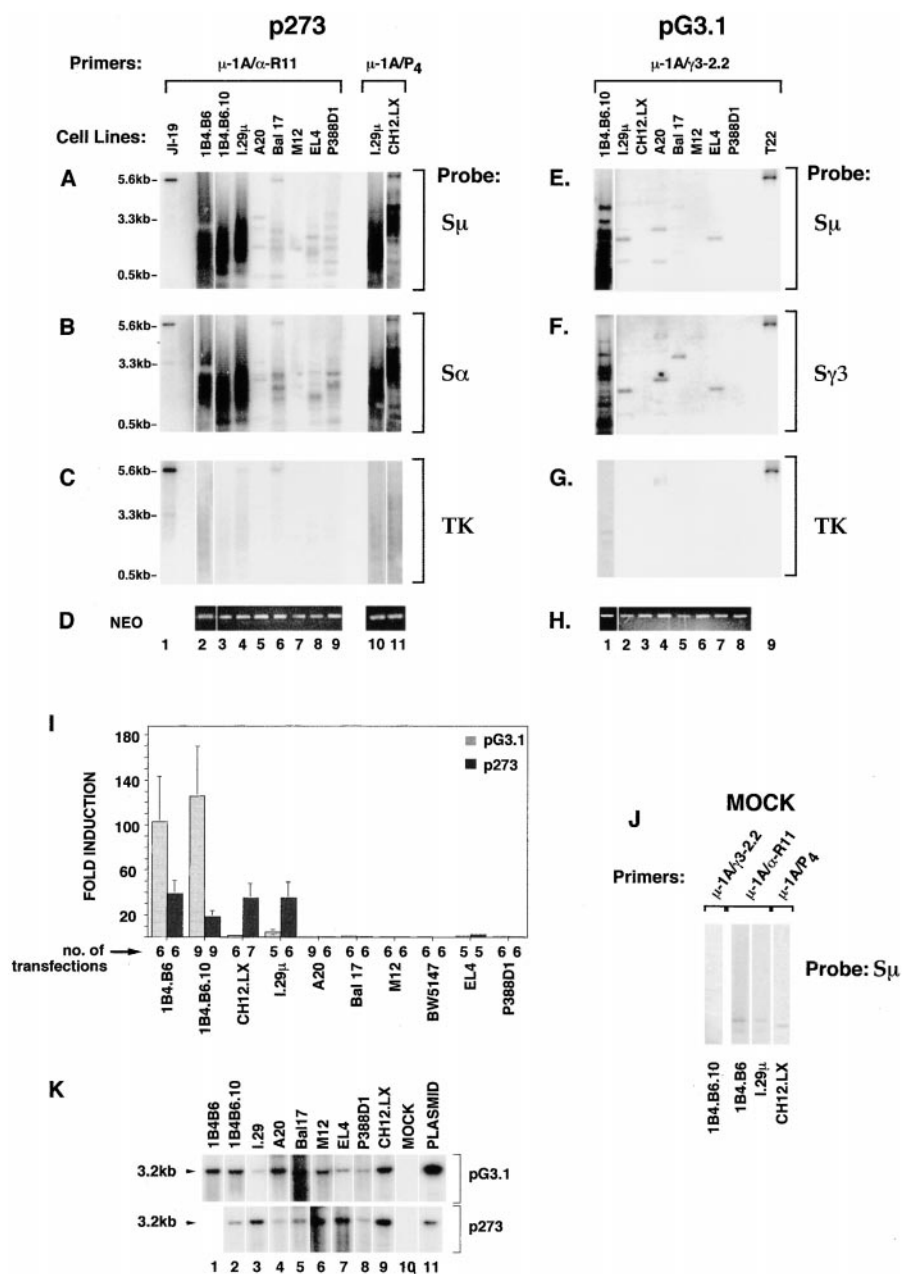 p273
pG3.1
Primers: μ-1A/α-R11 μ-1A/P4 μ-1A/γ3-2.2
Cell Lines: JI-19 1B4.B6 1B4.B6.10 I.29μ A20 Bal 17 M12 EL4 P388D1 I.29μ CH12.LX
1B4.B6.10 I.29μ CH12.LX A20 Bal 17 M12 EL4 P388D1 T22
A 5.6kb– 3.3kb– 0.5kb– Probe: Sμ
E. Probe: Sμ
B 5.6kb– 3.3kb– 0.5kb– Sα
F. Sγ3
C 5.6kb– 3.3kb– 0.5kb– TK
G. TK
D NEO
1 2 3 4 5 6 7 8 9 10 11
H.
1 2 3 4 5 6 7 8 9
I
FOLD INDUCTION
180
140
100
60
20
pG3.1
p273
no. of transfections
6 6 9 9 6 7 5 6 9 6 6 6 6 6 6 6 5 5 6 6
1B4.B6 1B4.B6.10 CH12.LX I.29μ A20 Bal 17 M12 BW5147 EL4 P388D1
J
MOCK
Primers: μ-1A/γ3-2.2 μ-1A/α-R11 μ-1A/P4
Probe: Sμ
1B4.B6.10 1B4.B6 I.29μ CH12.LX
K
1B4B6 1B4B6.10 I.29 A20 Bal17 M12 EL4 P388D1 CH12.LX MOCK PLASMID
3.2kb pG3.1
3.2kb p273
1 2 3 4 5 6 7 8 9 10 11